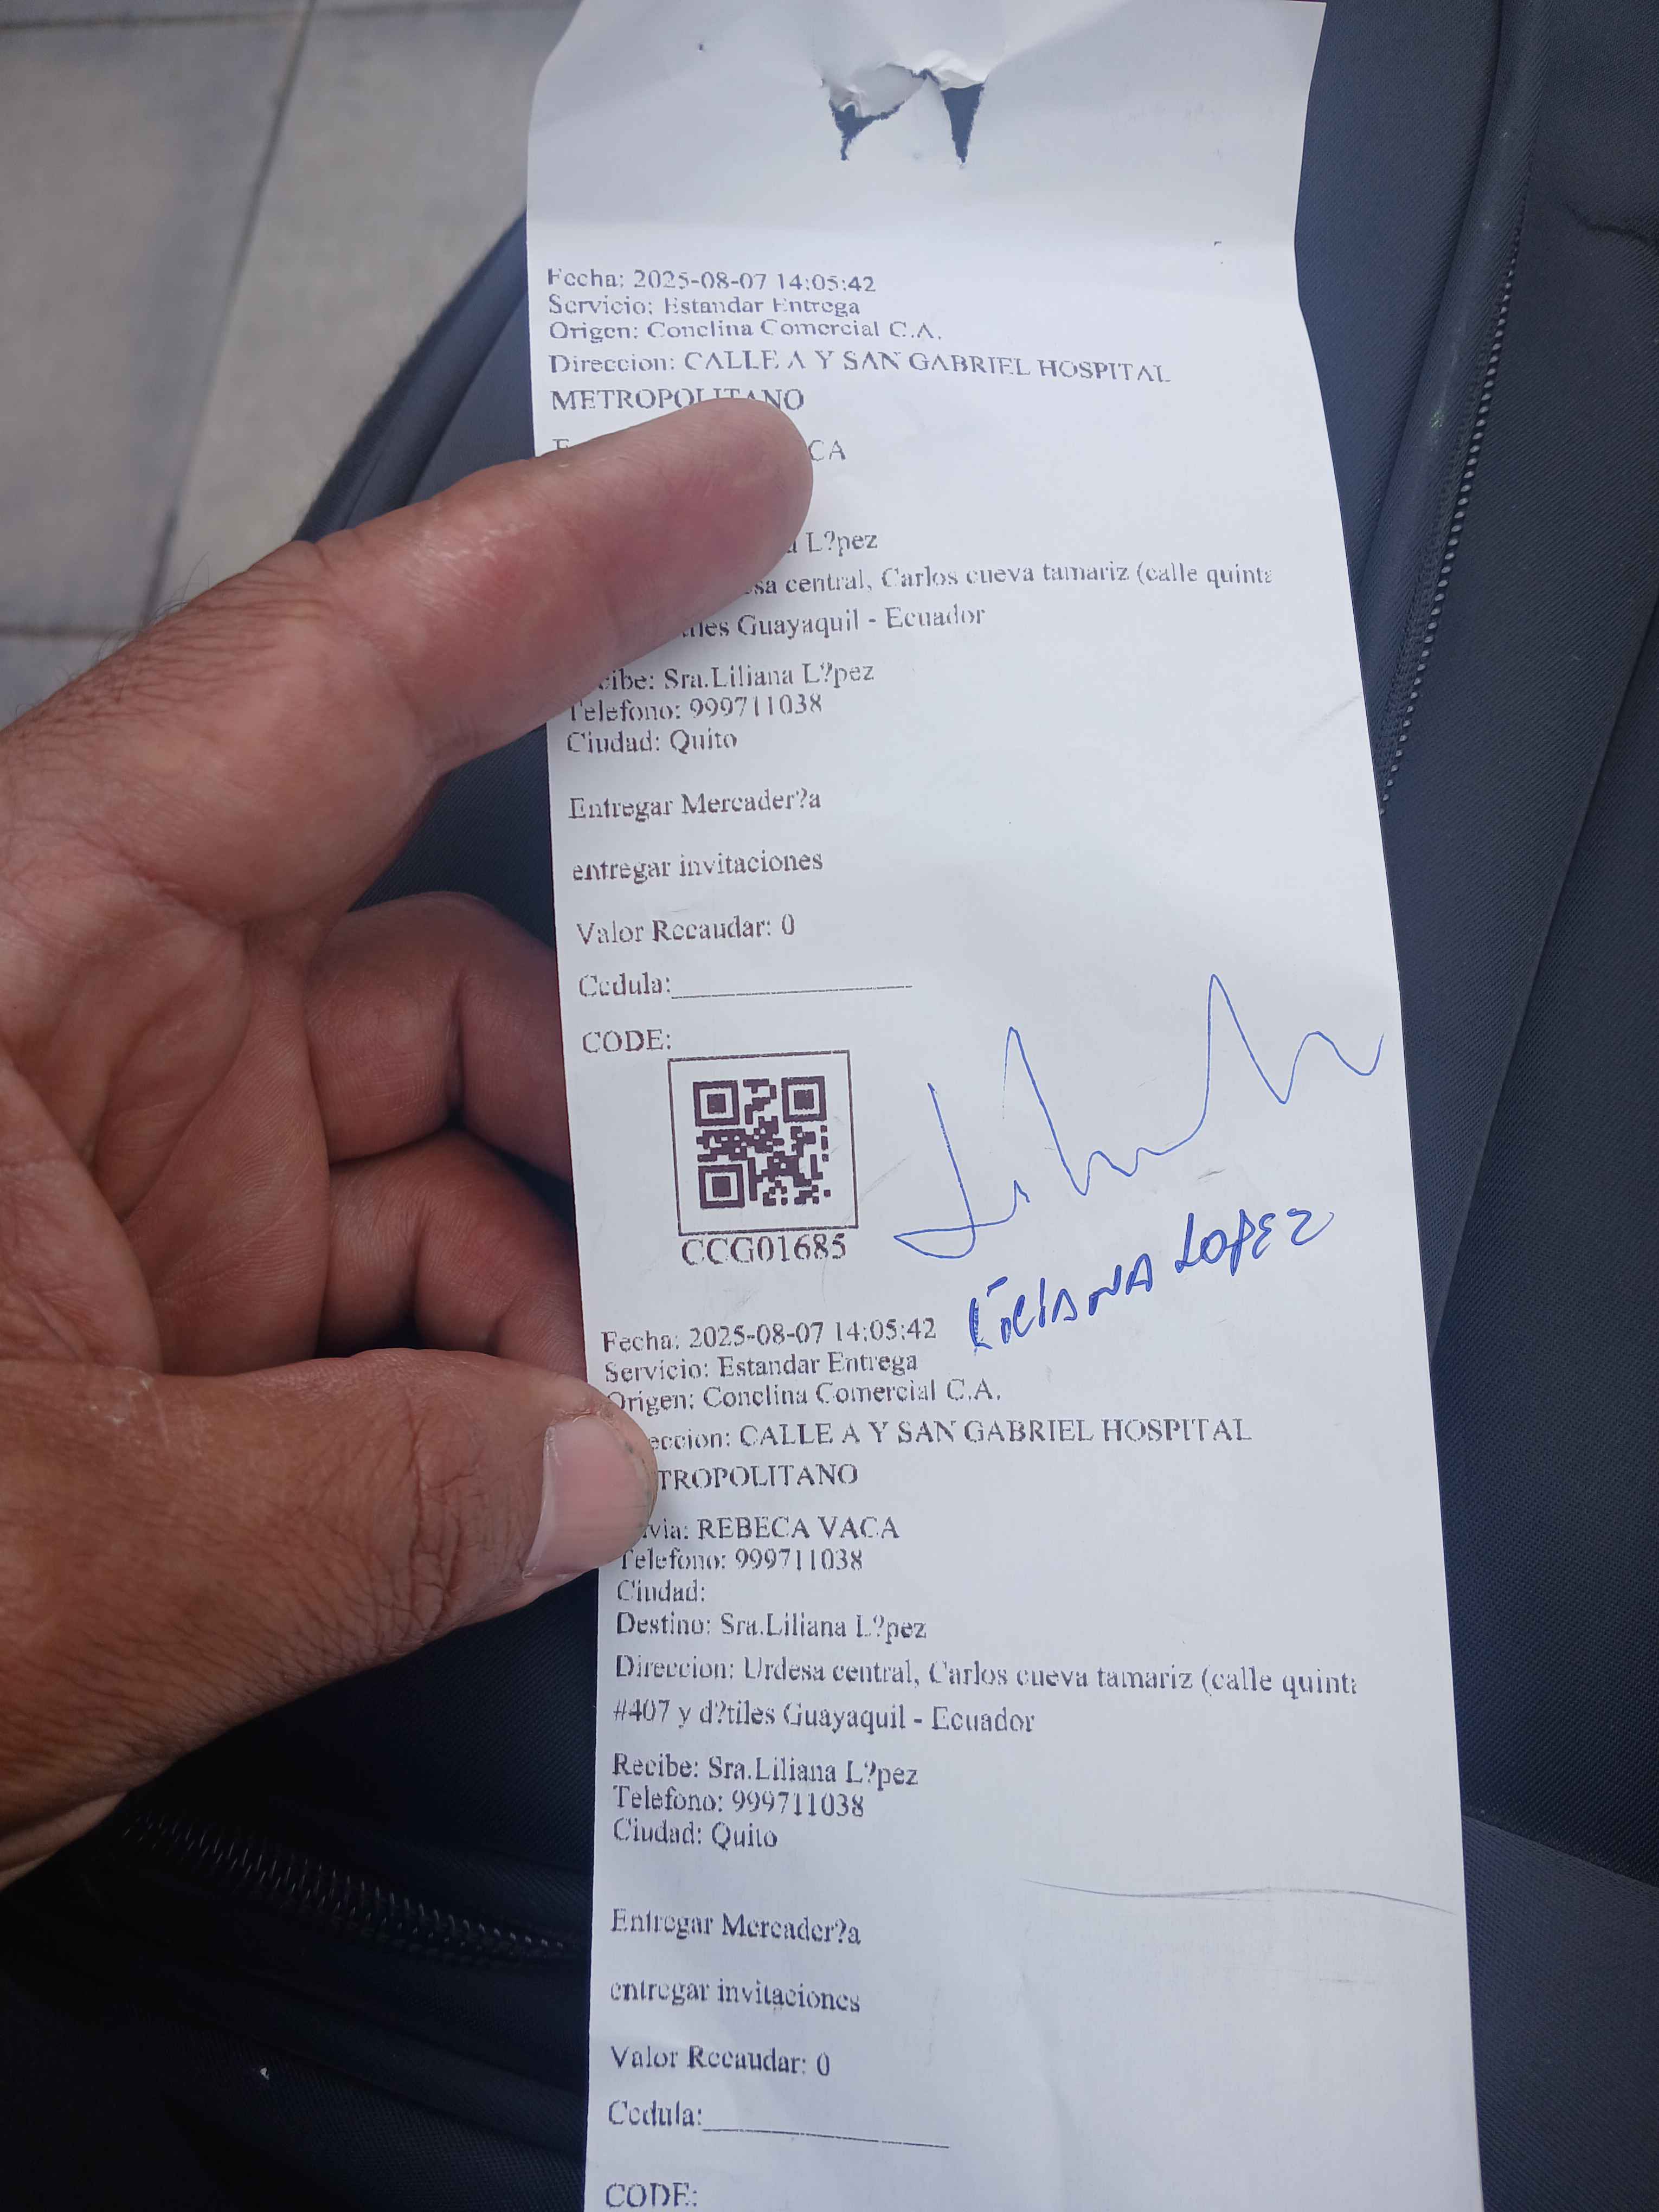 Fecha: 2025-08-07 14:05:42
Servicio: Estandar Entrega
Origen: Conclina Comercial C.A.
Direccion: CALLE A Y SAN GABRIEL HOSPITAL
METROPOLITANO
CA
L?pez
sa central, Carlos cueva tamariz (calle quinta
Guayaquil - Ecuador
cibe: Sra.Liliana L?pez
Telefono: 999711038
Ciudad: Quito
Entregar Mercader?a
entregar invitaciones
Valor Recaudar: 0
Cedula:
CODE:
CCG01685
LILIANA LOPEZ
Fecha: 2025-08-07 14:05:42
Servicio: Estandar Entrega
Origen: Conclina Comercial C.A.
eccion: CALLE A Y SAN GABRIEL HOSPITAL
TROPOLITANO
via: REBECA VACA
Telefono: 999711038
Ciudad:
Destino: Sra.Liliana L?pez
Direccion: Urdesa central, Carlos cueva tamariz (calle quinta
#407 y d?tiles Guayaquil - Ecuador
Recibe: Sra.Liliana L?pez
Telefono: 999711038
Ciudad: Quito
Entregar Mercader?a
entregar invitaciones
Valor Recaudar: 0
Cedula:
CODE: